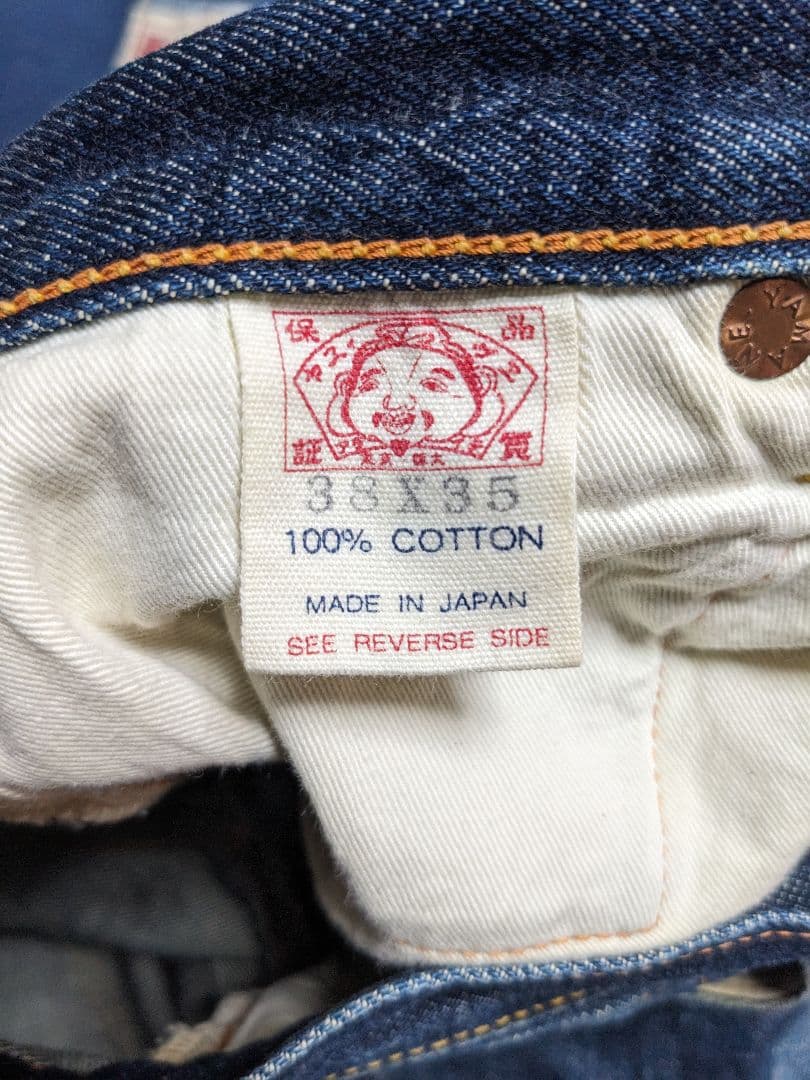 保 品
証 質
38X35
100% COTTON
MADE IN JAPAN
SEE REVERSE SIDE
YAMANE.